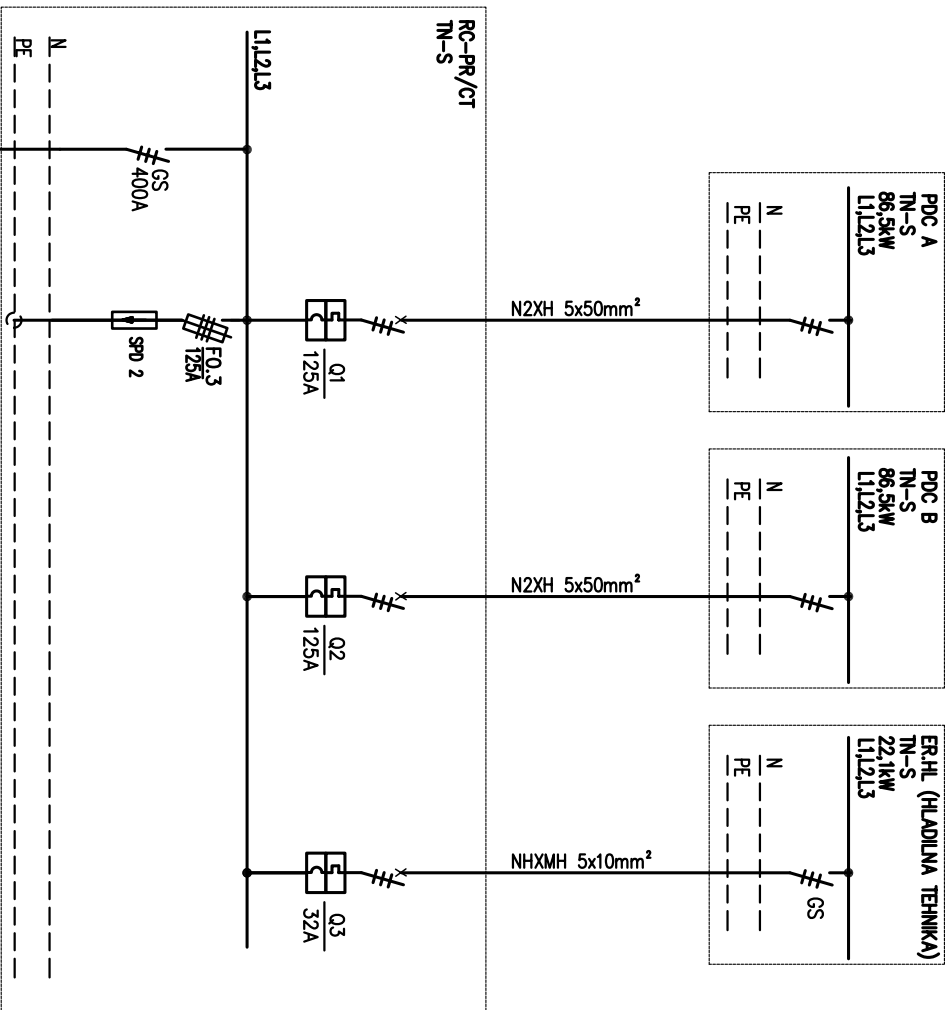 PDC A
TN-S
86,5kW
L1,L2,L3
N
PE
PDC B
TN-S
86,5kW
L1,L2,L3
N
PE
ER.HL (HLADILNA TEHNIKA)
TN-S
22,1kW
L1,L2,L3
N
PE
GS
N2XH 5x50mm²
N2XH 5x50mm²
NHXMH 5x10mm²
RC-PR/CT
TN-S
L1,L2,L3
Q1
125A
Q2
125A
Q3
32A
GS
400A
F0.3
125A
SPD 2
N
PE